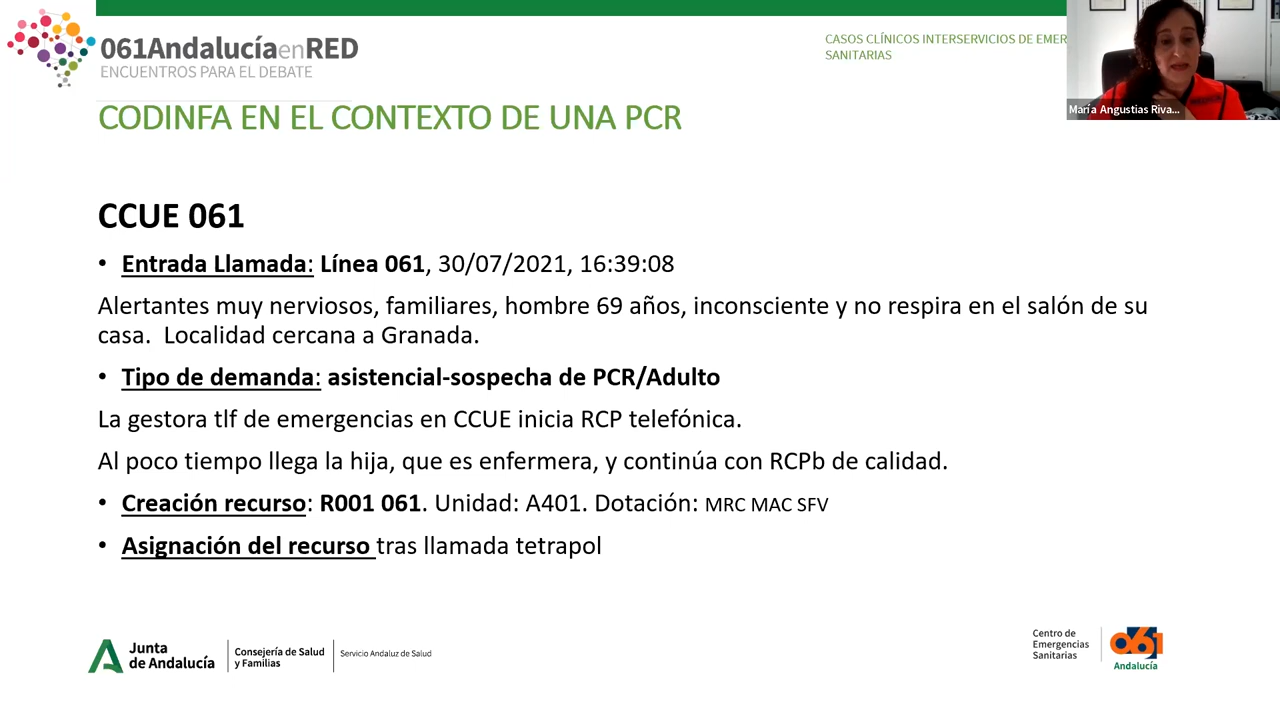 061AndalucíaenRED
ENCUENTROS PARA EL DEBATE
CASOS CLÍNICOS INTERSERVICIOS DE EMER
SANITARIAS
María Angustias Riva...
CODINFA EN EL CONTEXTO DE UNA PCR
CCUE 061
• Entrada Llamada: Línea 061, 30/07/2021, 16:39:08
Alertantes muy nerviosos, familiares, hombre 69 años, inconsciente y no respira en el salón de su
casa. Localidad cercana a Granada.
• Tipo de demanda: asistencial-sospecha de PCR/Adulto
La gestora tlf de emergencias en CCUE inicia RCP telefónica.
Al poco tiempo llega la hija, que es enfermera, y continúa con RCPb de calidad.
• Creación recurso: R001 061. Unidad: A401. Dotación: MRC MAC SFV
• Asignación del recurso tras llamada tetrapol
Junta
de Andalucía
Consejería de Salud
y Familias
Servicio Andaluz de Salud
Centro de
Emergencias
Sanitarias
061
Andalucía